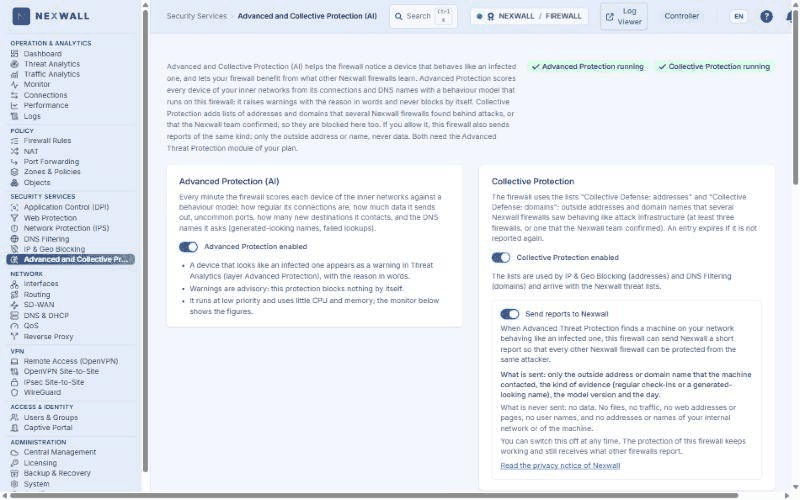 NEXWALL
Security Services › Advanced and Collective Protection (AI)
Search Ctrl K
NEXWALL / FIREWALL
Log Viewer
Controller
EN
?
OPERATION & ANALYTICS
Dashboard
Threat Analytics
Traffic Analytics
Monitor
Connections
Performance
Logs
POLICY
Firewall Rules
NAT
Port Forwarding
Zones & Policies
Objects
SECURITY SERVICES
Application Control (DPI)
Web Protection
Network Protection (IPS)
DNS Filtering
IP & Geo Blocking
Advanced and Collective Pr...
NETWORK
Interfaces
Routing
SD-WAN
DNS & DHCP
QoS
Reverse Proxy
VPN
Remote Access (OpenVPN)
OpenVPN Site-to-Site
IPsec Site-to-Site
WireGuard
ACCESS & IDENTITY
Users & Groups
Captive Portal
ADMINISTRATION
Central Management
Licensing
Backup & Recovery
System
Advanced and Collective Protection (AI) helps the firewall notice a device that behaves like an infected
one, and lets your firewall benefit from what other Nexwall firewalls learn. Advanced Protection scores
every device of your inner networks from its connections and DNS names with a behaviour model that
runs on this firewall: it raises warnings with the reason in words and never blocks by itself. Collective
Protection adds lists of addresses and domains that several Nexwall firewalls found behind attacks, or
that the Nexwall team confirmed, so they are blocked here too. If you allow it, this firewall also sends
reports of the same kind: only the outside address or name, never data. Both need the Advanced
Threat Protection module of your plan.
✓ Advanced Protection running
✓ Collective Protection running
Advanced Protection (AI)
Every minute the firewall scores each device of the inner networks against a
behaviour model: how regular its connections are, how much data it sends
out, uncommon ports, how many new destinations it contacts, and the DNS
names it asks (generated-looking names, failed lookups).
Advanced Protection enabled
• A device that looks like an infected one appears as a warning in Threat
Analytics (layer Advanced Protection), with the reason in words.
• Warnings are advisory: this protection blocks nothing by itself.
• It runs at low priority and uses little CPU and memory; the monitor below
shows the figures.
Collective Protection
The firewall uses the lists "Collective Defense: addresses" and "Collective
Defense: domains": outside addresses and domain names that several
Nexwall firewalls saw behaving like attack infrastructure (at least three
firewalls, or one that the Nexwall team confirmed). An entry expires if it is not
reported again.
Collective Protection enabled
The lists are used by IP & Geo Blocking (addresses) and DNS Filtering
(domains) and arrive with the Nexwall threat lists.
Send reports to Nexwall
When Advanced Threat Protection finds a machine on your network
behaving like an infected one, this firewall can send Nexwall a short
report so that every other Nexwall firewall can be protected from the
same attacker.
What is sent: only the outside address or domain name that the machine
contacted, the kind of evidence (regular check-ins or a generated-
looking name), the model version and the day.
What is never sent: no data. No files, no traffic, no web addresses or
pages, no user names, and no addresses or names of your internal
network or of the machine.
You can switch this off at any time. The protection of this firewall keeps
working and still receives what other firewalls report.
Read the privacy notice of Nexwall